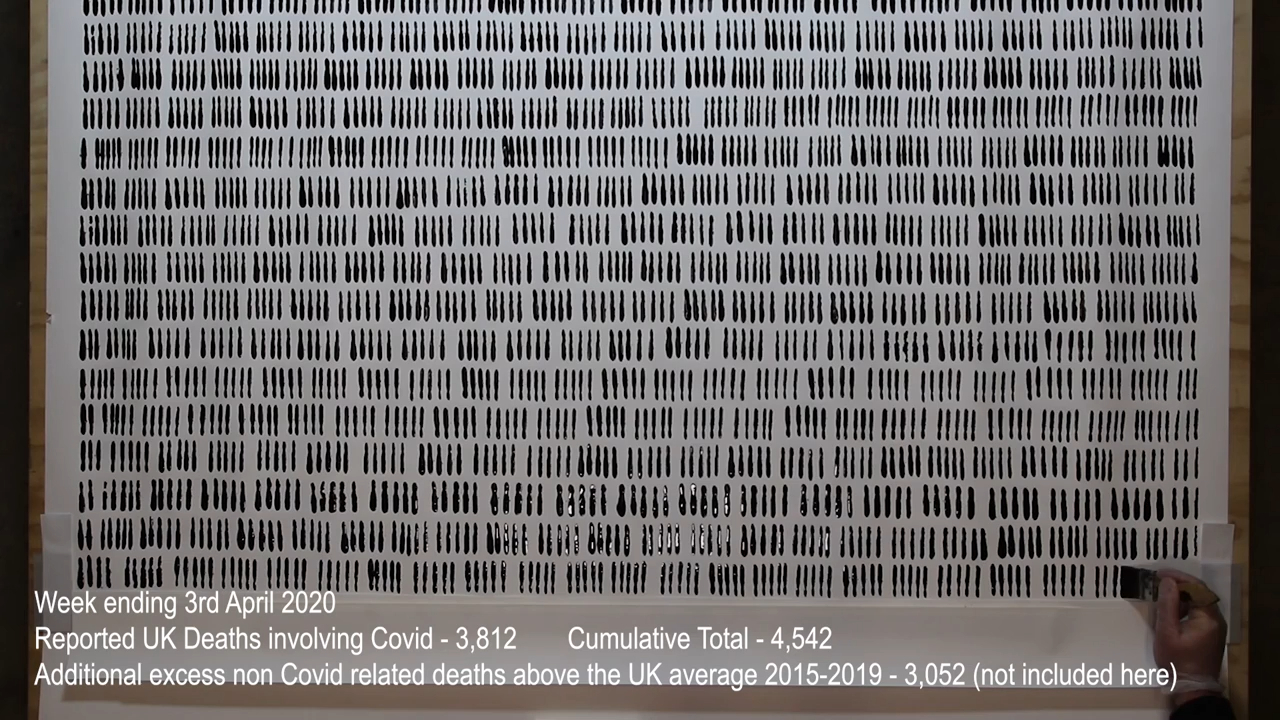 Week ending 3rd April 2020
Reported UK Deaths involving Covid - 3,812 Cumulative Total - 4,542
Additional excess non Covid related deaths above the UK average 2015-2019 - 3,052 (not included here)